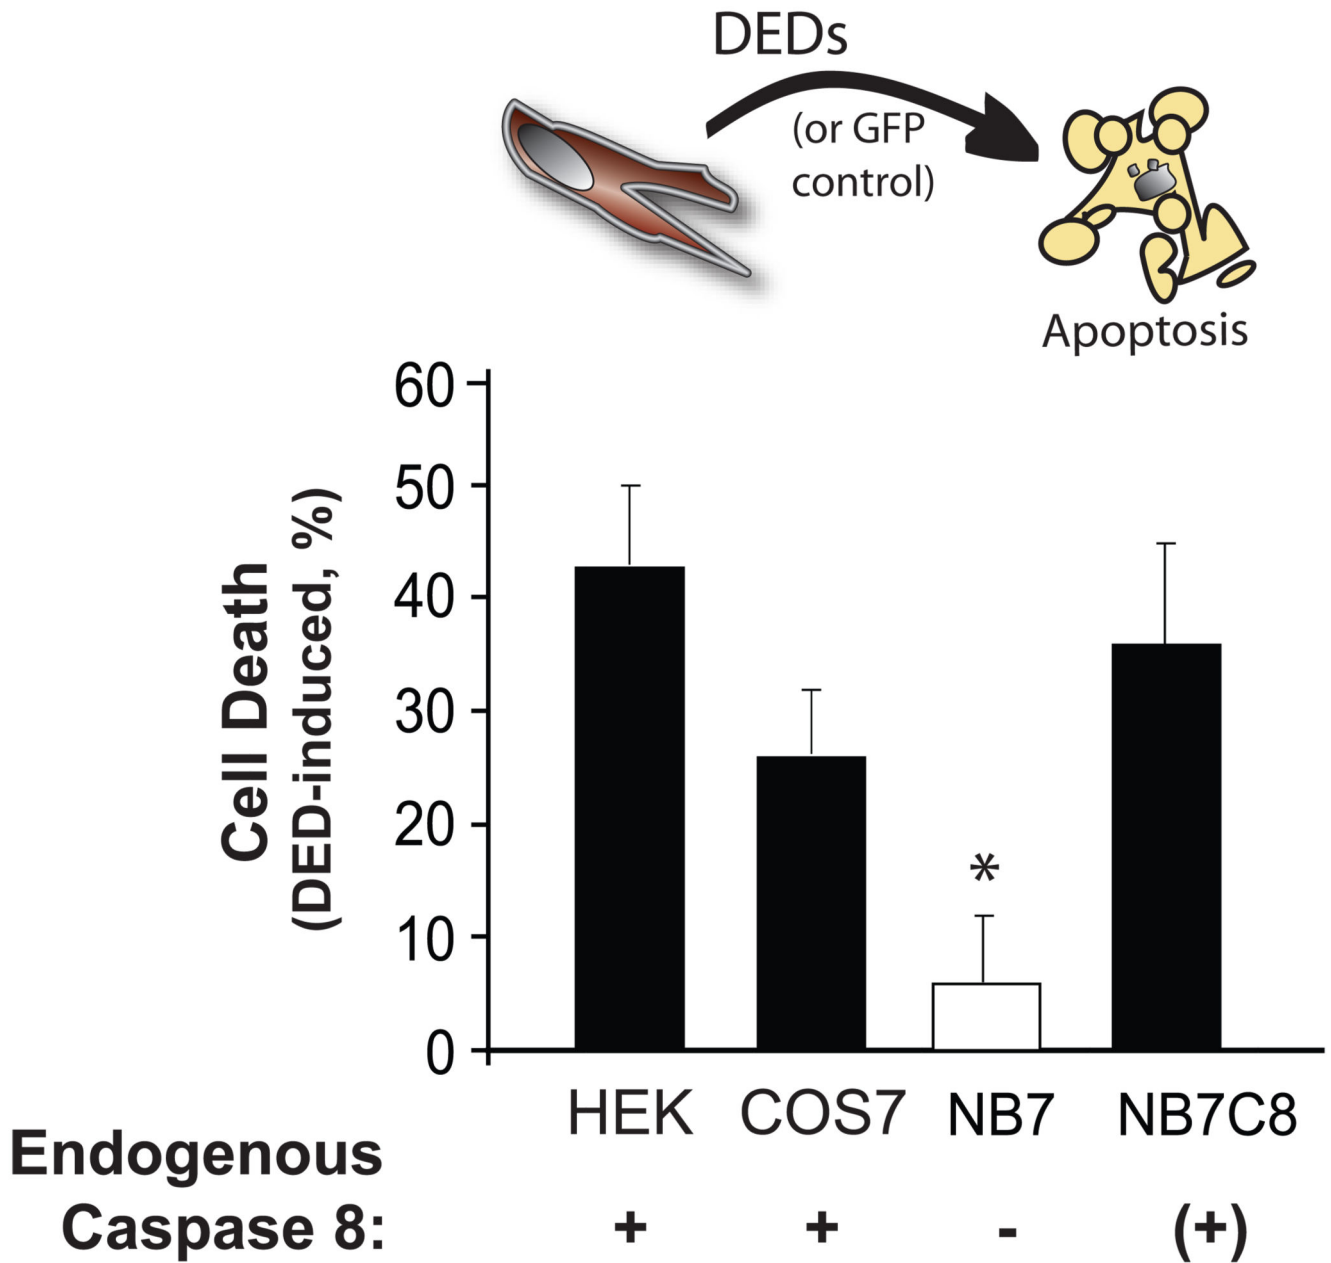 DEDs
(or GFP
control)
Apoptosis
Cell Death
(DED-induced, %)
60
50
40
30
20
10
0
*
HEK COS7 NB7 NB7C8
Endogenous
Caspase 8: + + - (+)